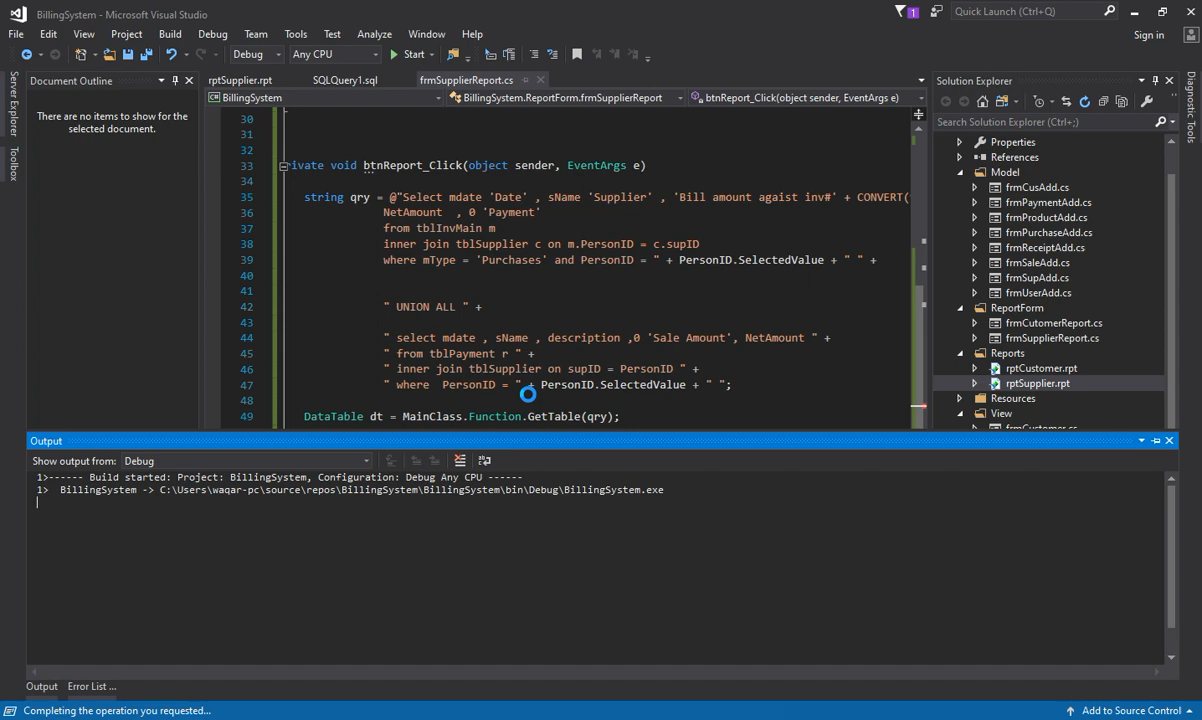 BillingSystem - Microsoft Visual Studio
1
Quick Launch (Ctrl+Q)
File Edit View Project Build Debug Team Tools Test Analyze Window Help
Sign in
Debug Any CPU Start
Server Explorer
Toolbox
Document Outline
There are no items to show for the
selected document.
rptSupplier.rpt SQLQuery1.sql frmSupplierReport.cs
BillingSystem BillingSystem.ReportForm.frmSupplierReport btnReport_Click(object sender, EventArgs e)
30
31
32
33 rivate void btnReport_Click(object sender, EventArgs e)
34
35 string qry = @"Select mdate 'Date' , sName 'Supplier' , 'Bill amount agaist inv#' + CONVERT(
36 NetAmount , 0 'Payment'
37 from tblInvMain m
38 inner join tblSupplier c on m.PersonID = c.supID
39 where mType = 'Purchases' and PersonID = " + PersonID.SelectedValue + " " +
40
41
42 " UNION ALL " +
43
44 " select mdate , sName , description ,0 'Sale Amount', NetAmount " +
45 " from tblPayment r " +
46 " inner join tblSupplier on supID = PersonID " +
47 " where PersonID = " + PersonID.SelectedValue + " ";
48
49 DataTable dt = MainClass.Function.GetTable(qry);
Solution Explorer
Search Solution Explorer (Ctrl+;)
Properties
References
Model
frmCusAdd.cs
frmPaymentAdd.cs
frmProductAdd.cs
frmPurchaseAdd.cs
frmReceiptAdd.cs
frmSaleAdd.cs
frmSupAdd.cs
frmUserAdd.cs
ReportForm
frmCutomerReport.cs
frmSupplierReport.cs
Reports
rptCustomer.rpt
rptSupplier.rpt
Resources
View
frmCustomer.cs
Diagnostic Tools
Output
Show output from: Debug
1>------ Build started: Project: BillingSystem, Configuration: Debug Any CPU ------
1> BillingSystem -> C:\Users\waqar-pc\source\repos\BillingSystem\BillingSystem\bin\Debug\BillingSystem.exe
Output Error List ...
Completing the operation you requested...
Add to Source Control